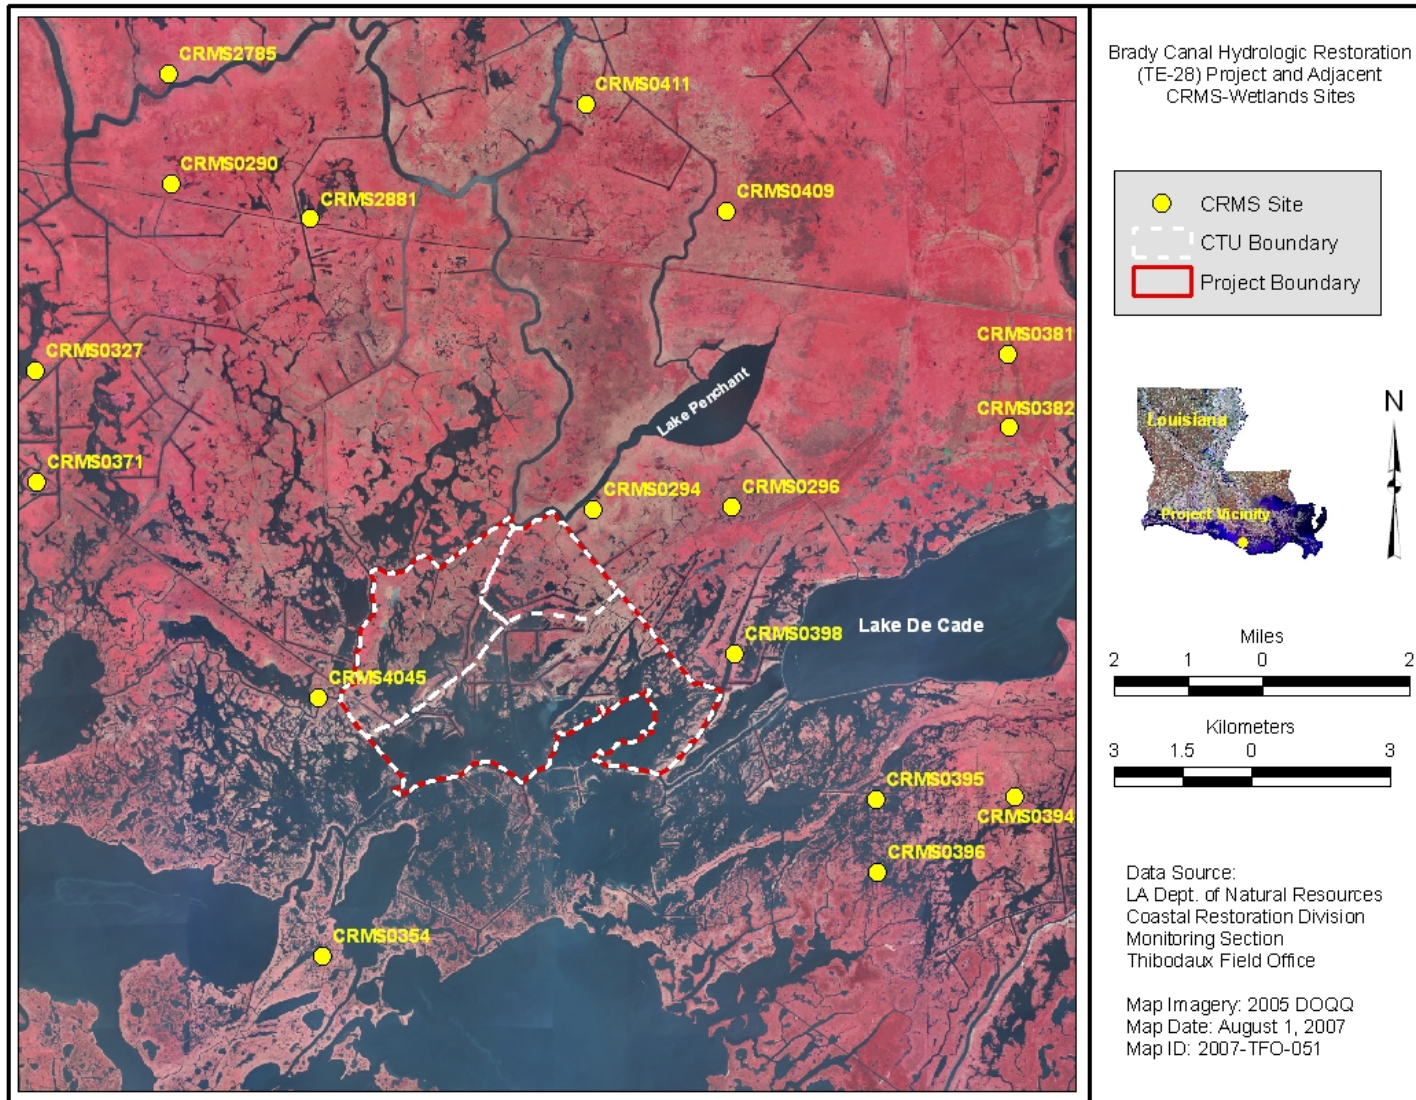 CRMS2785
CRMS0411
CRMS0290
CRMS2881
CRMS0409
CRMS0327
CRMS0381
Lake Penchant
CRMS0382
CRMS0371
CRMS0294
CRMS0296
Lake De Cade
CRMS0398
CRMS4045
CRMS0395
CRMS0394
CRMS0396
CRMS0354
Brady Canal Hydrologic Restoration
(TE-28) Project and Adjacent
CRMS-Wetlands Sites
CRMS Site
CTU Boundary
Project Boundary
Louisiana
Project Vicinity
N
Miles
2 1 0 2
Kilometers
3 1.5 0 3
Data Source:
LA Dept. of Natural Resources
Coastal Restoration Division
Monitoring Section
Thibodaux Field Office
Map Imagery: 2005 DOQQ
Map Date: August 1, 2007
Map ID: 2007-TFO-051